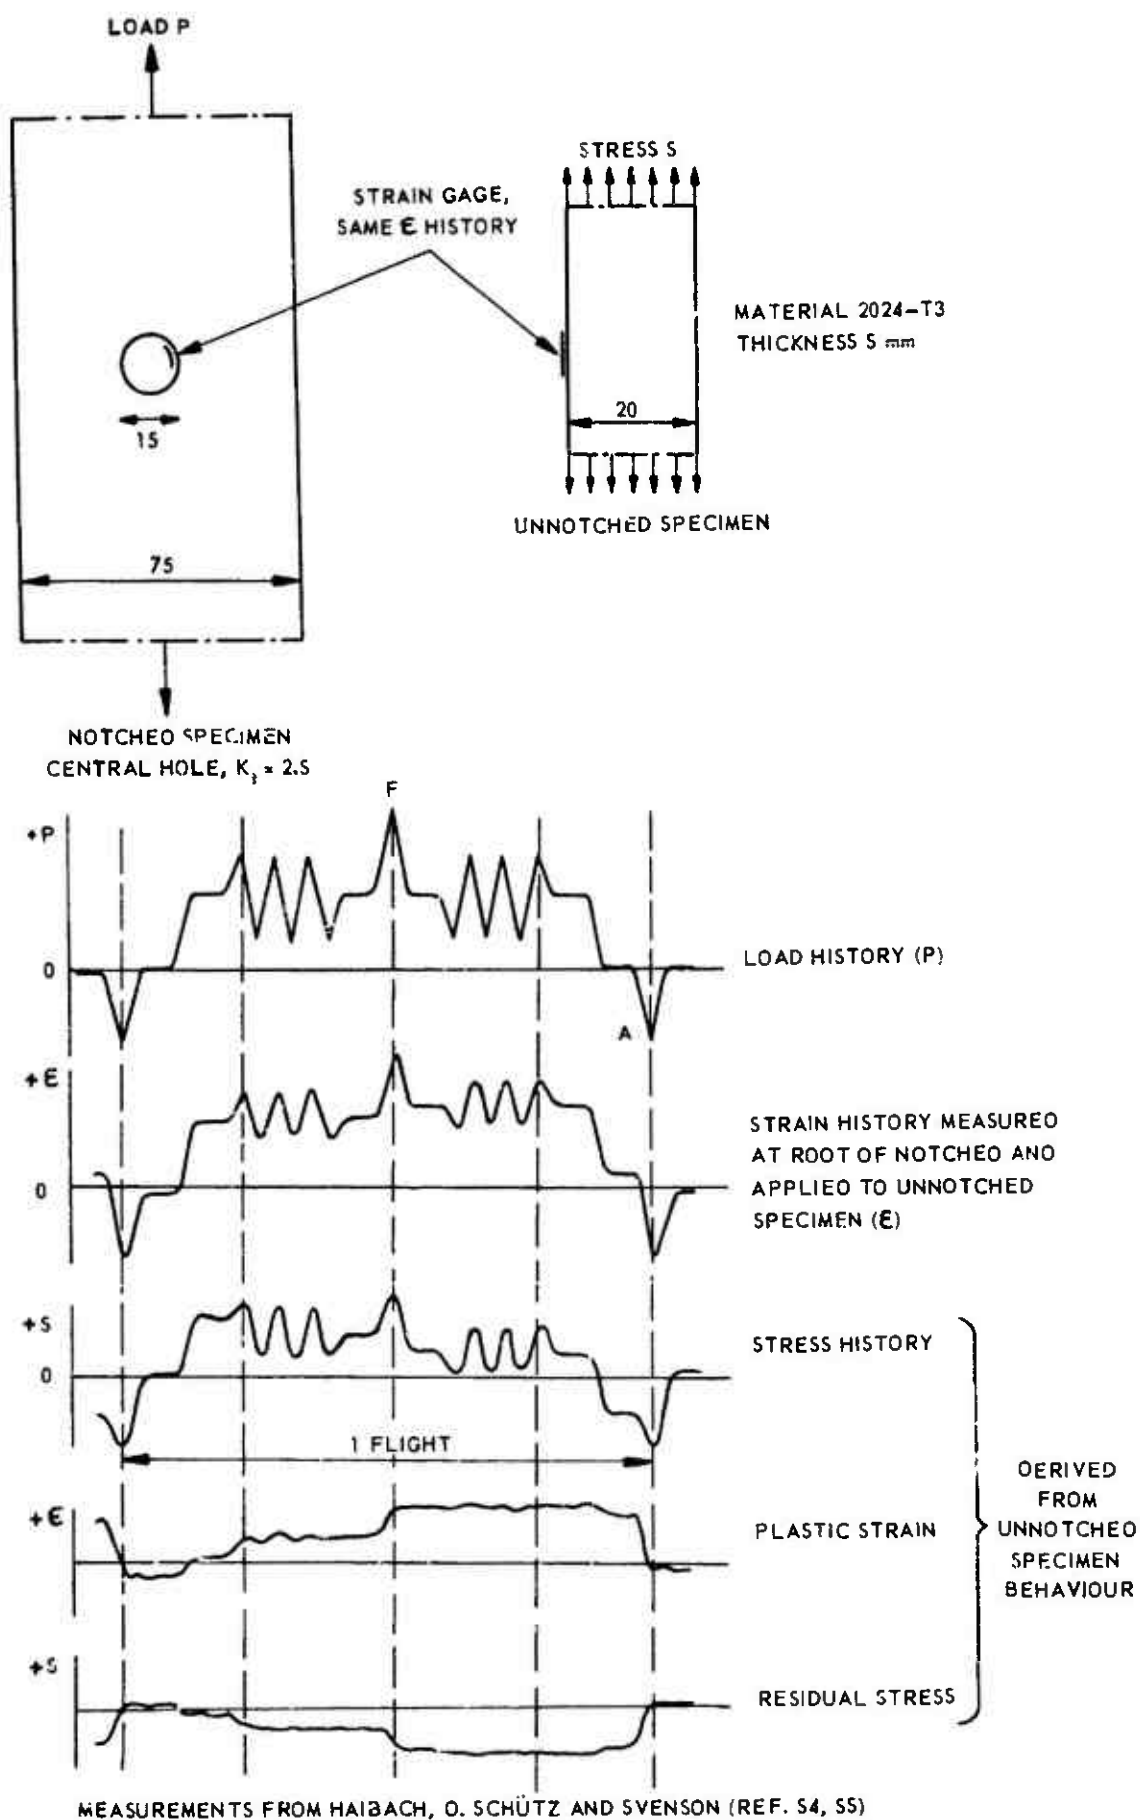 LOAD P
STRESS S
STRAIN GAGE,
SAME Ɛ HISTORY
MATERIAL 2024-T3
THICKNESS 5 mm
15
20
75
UNNOTCHED SPECIMEN
NOTCHEO SPECIMEN
CENTRAL HOLE, Kt = 2.5
F
+P
0
LOAD HISTORY (P)
A
+Ɛ
0
STRAIN HISTORY MEASURED
AT ROOT OF NOTCHEO ANO
APPLIED TO UNNOTCHED
SPECIMEN (Ɛ)
+S
0
STRESS HISTORY
1 FLIGHT
+Ɛ
PLASTIC STRAIN
OERIVED
FROM
UNNOTCHEO
SPECIMEN
BEHAVIOUR
+S
RESIDUAL STRESS
MEASUREMENTS FROM HAIBACH, O. SCHÜTZ AND SVENSON (REF. 54, 55)